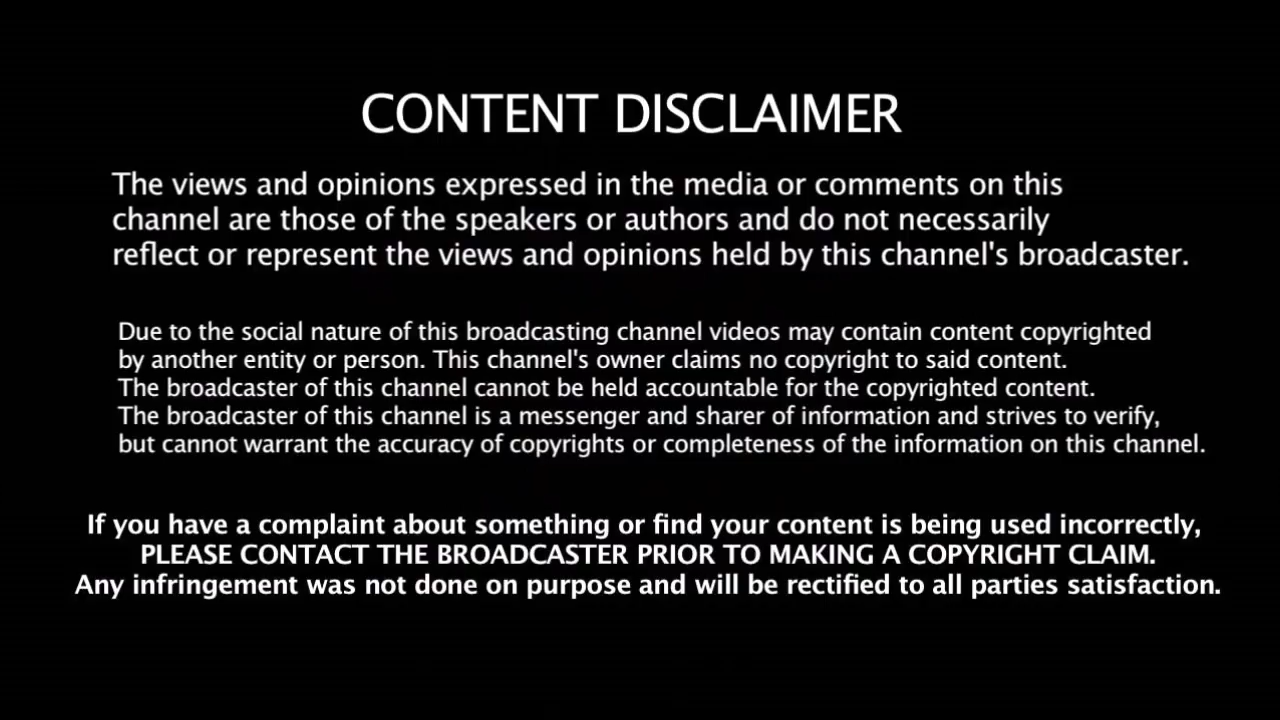 CONTENT DISCLAIMER
The views and opinions expressed in the media or comments on this
channel are those of the speakers or authors and do not necessarily
reflect or represent the views and opinions held by this channel's broadcaster.
Due to the social nature of this broadcasting channel videos may contain content copyrighted
by another entity or person. This channel's owner claims no copyright to said content.
The broadcaster of this channel cannot be held accountable for the copyrighted content.
The broadcaster of this channel is a messenger and sharer of information and strives to verify,
but cannot warrant the accuracy of copyrights or completeness of the information on this channel.
If you have a complaint about something or find your content is being used incorrectly,
PLEASE CONTACT THE BROADCASTER PRIOR TO MAKING A COPYRIGHT CLAIM.
Any infringement was not done on purpose and will be rectified to all parties satisfaction.